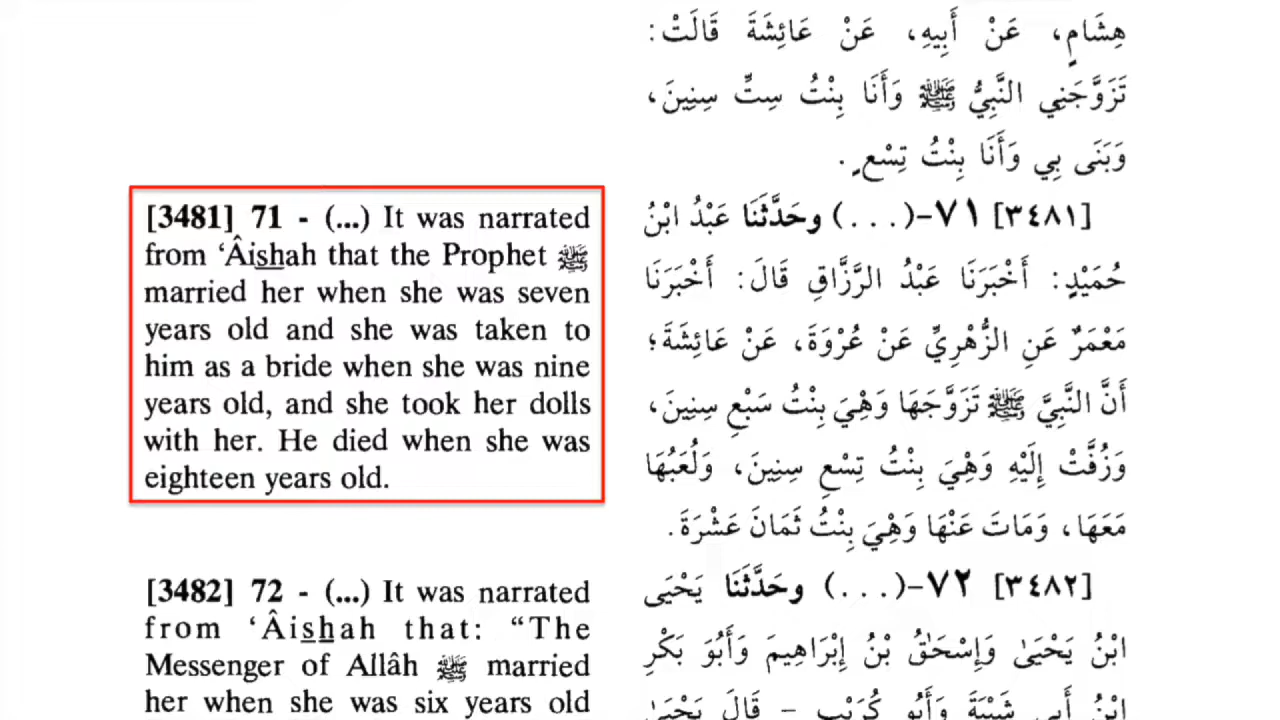 [3481] 71 - (...) It was narrated
from ‘Âishah that the Prophet ﷺ
married her when she was seven
years old and she was taken to
him as a bride when she was nine
years old, and she took her dolls
with her. He died when she was
eighteen years old.
[3482] 72 - (...) It was narrated
from ‘Âishah that: “The
Messenger of Allâh ﷺ married
her when she was six years old
هِشَامٍ، عَنْ أَبِيهِ، عَنْ عَائِشَةَ قَالَتْ:
تَزَوَّجَنِي النَّبِيُّ ﷺ وَأَنَا بِنْتُ سِتِّ سِنِينَ،
وَبَنَى بِي وَأَنَا بِنْتُ تِسْعٍ.
[٣٤٨١] ٧١-(...) وحَدَّثَنَا عَبْدُ ابْنُ
حُمَيْدٍ: أَخْبَرَنَا عَبْدُ الرَّزَّاقِ قَالَ: أَخْبَرَنَا
مَعْمَرٌ عَنِ الزُّهْرِيِّ عَنْ عُرْوَةَ، عَنْ عَائِشَةَ؛
أَنَّ النَّبِيَّ ﷺ تَزَوَّجَهَا وَهِيَ بِنْتُ سَبْعِ سِنِينَ،
وَزُفَّتْ إِلَيْهِ وَهِيَ بِنْتُ تِسْعِ سِنِينَ، وَلُعَبُهَا
مَعَهَا، وَمَاتَ عَنْهَا وَهِيَ بِنْتُ ثَمَانَ عَشْرَةَ.
[٣٤٨٢] ٧٢-(...) وحَدَّثَنَا يَحْيَى
ابْنُ يَحْيَىٰ وَإِسْحَٰقُ بْنُ إِبْرَاهِيمَ وَأَبُو بَكْرِ
ابْنُ أَبِي شَيْبَةَ وَأَبُو كُرَيْبٍ - قَالَ يَحْيَىٰ